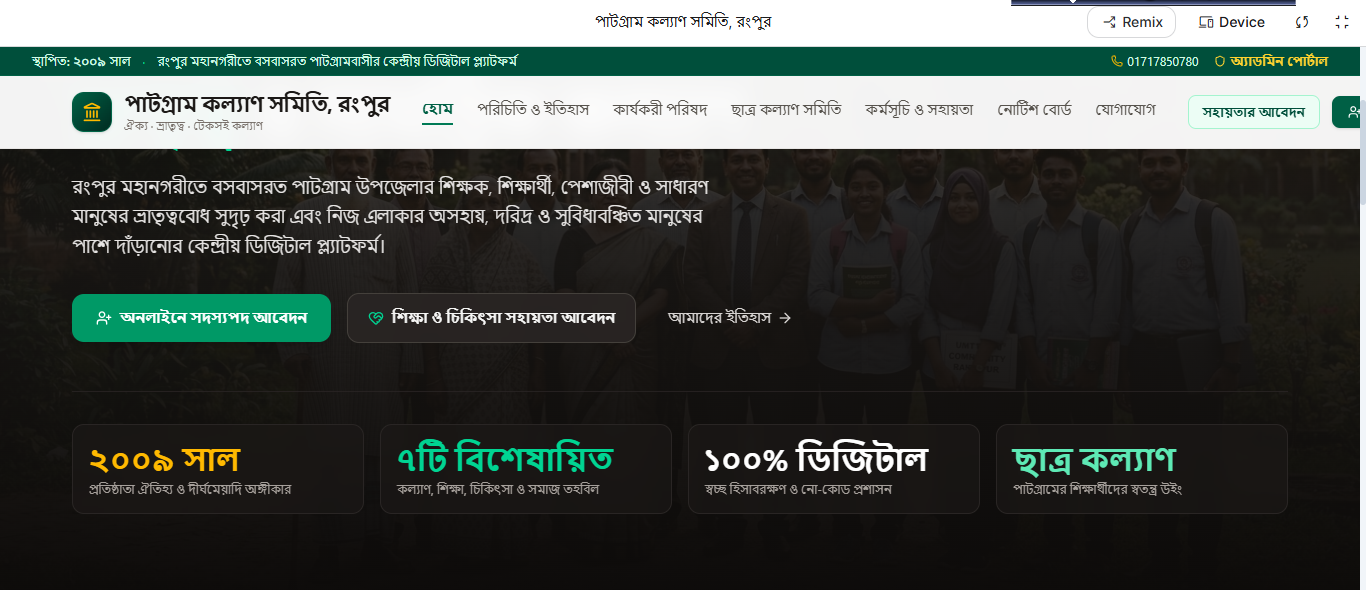 পাটগ্রাম কল্যাণ সমিতি, রংপুর
Remix
Device
স্থাপিত: ২০০৯ সাল · রংপুর মহানগরীতে বসবাসরত পাটগ্রামবাসীর কেন্দ্রীয় ডিজিটাল প্ল্যাটফর্ম
01717850780
অ্যাডমিন পোর্টাল
পাটগ্রাম কল্যাণ সমিতি, রংপুর
ঐক্য · ভ্রাতৃত্ব · টেকসই কল্যাণ
হোম
পরিচিতি ও ইতিহাস
কার্যকরী পরিষদ
ছাত্র কল্যাণ সমিতি
কর্মসূচি ও সহায়তা
নোটিশ বোর্ড
যোগাযোগ
সহায়তার আবেদন
রংপুর মহানগরীতে বসবাসরত পাটগ্রাম উপজেলার শিক্ষক, শিক্ষার্থী, পেশাজীবী ও সাধারণ
মানুষের ভ্রাতৃত্ববোধ সুদৃঢ় করা এবং নিজ এলাকার অসহায়, দরিদ্র ও সুবিধাবঞ্চিত মানুষের
পাশে দাঁড়ানোর কেন্দ্রীয় ডিজিটাল প্ল্যাটফর্ম।
অনলাইনে সদস্যপদ আবেদন
শিক্ষা ও চিকিৎসা সহায়তা আবেদন
আমাদের ইতিহাস →
২০০৯ সাল
প্রতিষ্ঠাতা ঐতিহ্য ও দীর্ঘমেয়াদি অঙ্গীকার
৭টি বিশেষায়িত
কল্যাণ, শিক্ষা, চিকিৎসা ও সমাজ তহবিল
১০০% ডিজিটাল
স্বচ্ছ হিসাবরক্ষণ ও নো-কোড প্রশাসন
ছাত্র কল্যাণ
পাটগ্রামের শিক্ষার্থীদের স্বতন্ত্র উইং